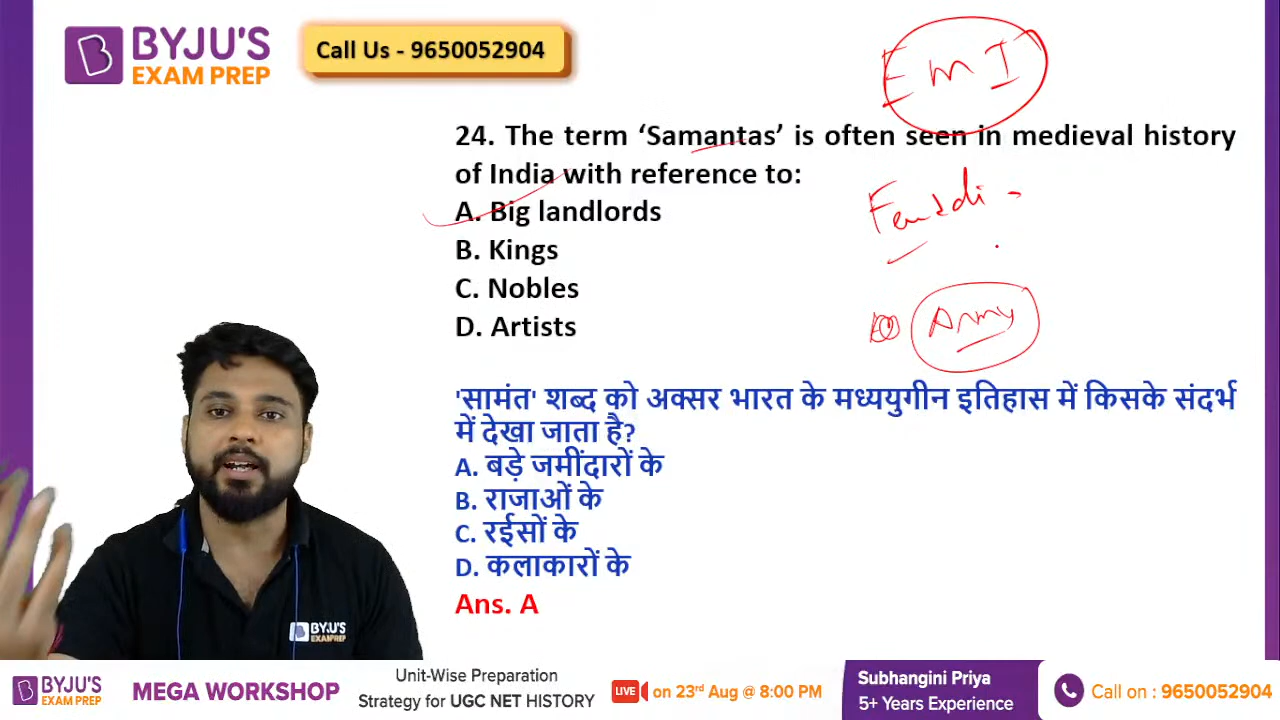 BYJU'S
EXAM PREP
Call Us - 9650052904
EMI
24. The term ‘Samantas’ is often seen in medieval history
of India with reference to:
A. Big landlords
B. Kings
C. Nobles
D. Artists
Army
'सामंत' शब्द को अक्सर भारत के मध्ययुगीन इतिहास में किसके संदर्भ
में देखा जाता है?
A. बड़े जमींदारों के
B. राजाओं के
C. रईसों के
D. कलाकारों के
Ans. A
BYJU'S
EXAM PREP
BYJU'S
EXAM PREP
MEGA WORKSHOP
Unit-Wise Preparation
Strategy for UGC NET HISTORY
LIVE on 23rd Aug @ 8:00 PM
Subhangini Priya
5+ Years Experience
Call on : 9650052904